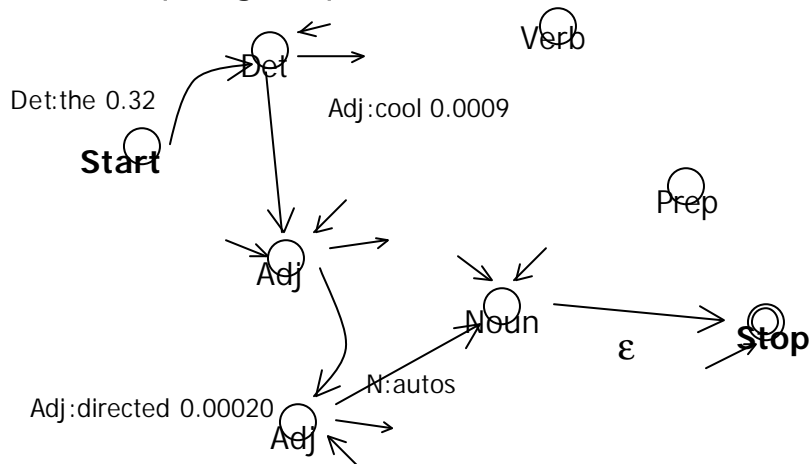 Verb
Det
Det:the 0.32
Adj:cool 0.0009
Start
Prep
Adj
Noun
Stop
ε
N:autos
Adj:directed 0.00020
Adj